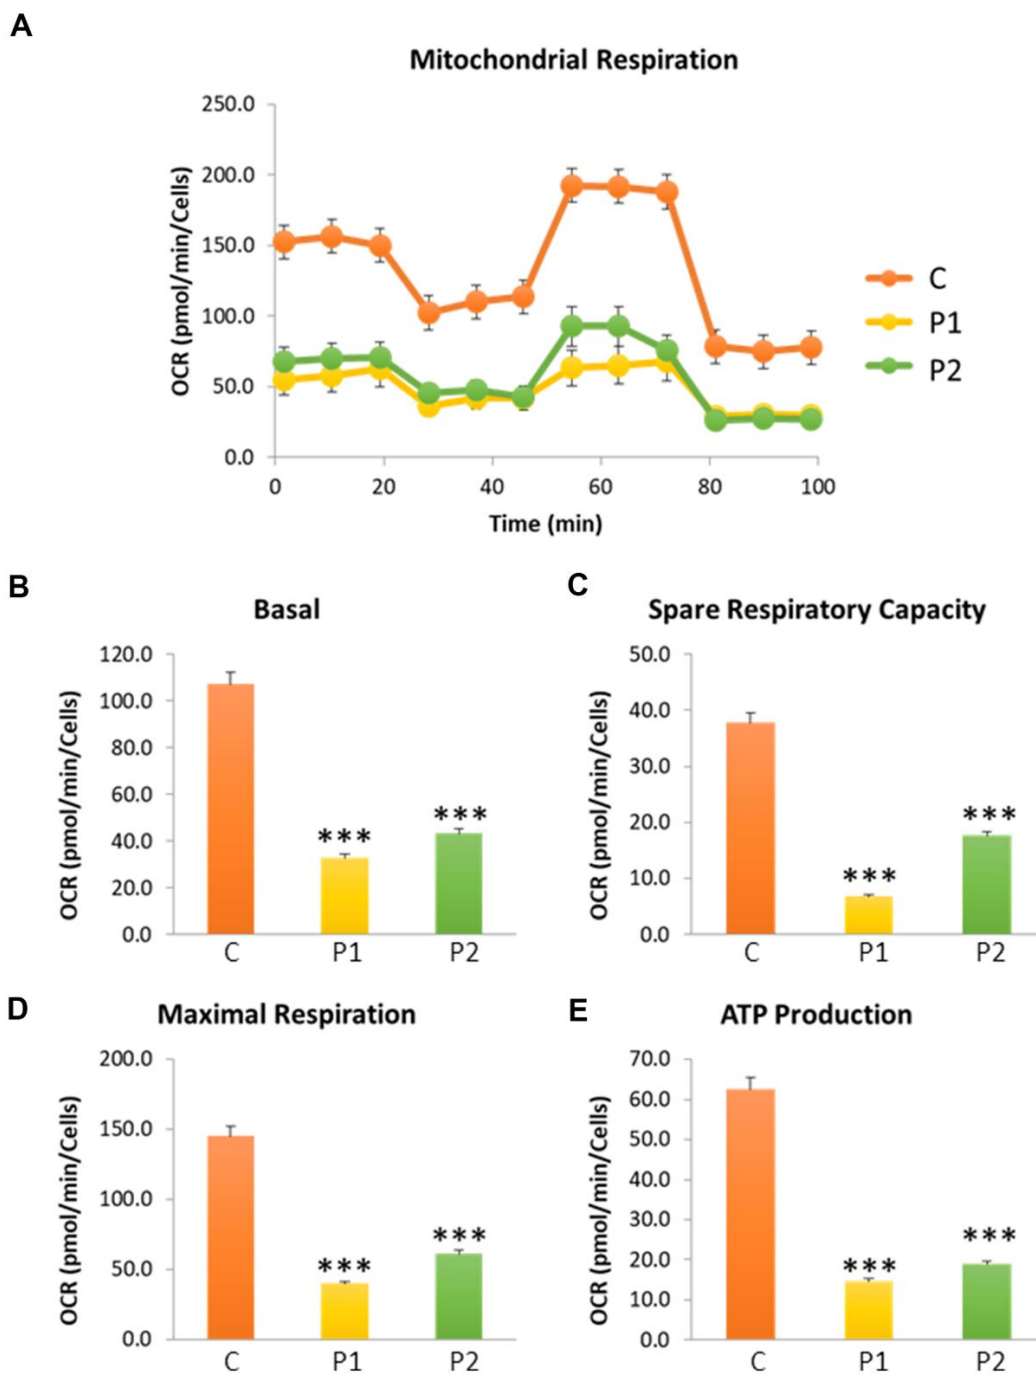 A
Mitochondrial Respiration
OCR (pmol/min/Cells)
250.0
200.0
150.0
100.0
50.0
0.0
0 20 40 60 80 100
Time (min)
C
P1
P2
B
Basal
OCR (pmol/min/Cells)
120.0
100.0
80.0
60.0
40.0
20.0
0.0
***
***
C P1 P2
C
Spare Respiratory Capacity
OCR (pmol/min/Cells)
50.0
40.0
30.0
20.0
10.0
0.0
***
***
C P1 P2
D
Maximal Respiration
OCR (pmol/min/Cells)
200.0
150.0
100.0
50.0
0.0
***
***
C P1 P2
E
ATP Production
OCR (pmol/min/Cells)
70.0
60.0
50.0
40.0
30.0
20.0
10.0
0.0
***
***
C P1 P2